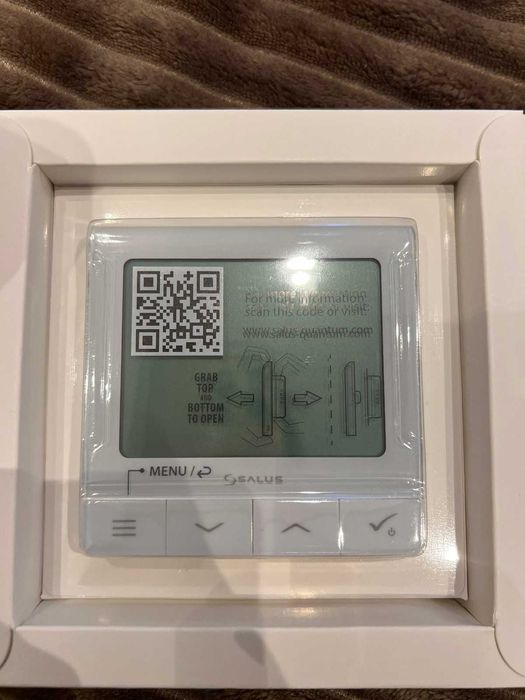 For more information
scan this code or visit:
www.salus-quantum.com
GRAB
TOP
AND
BOTTOM
TO OPEN
MENU /
SALUS